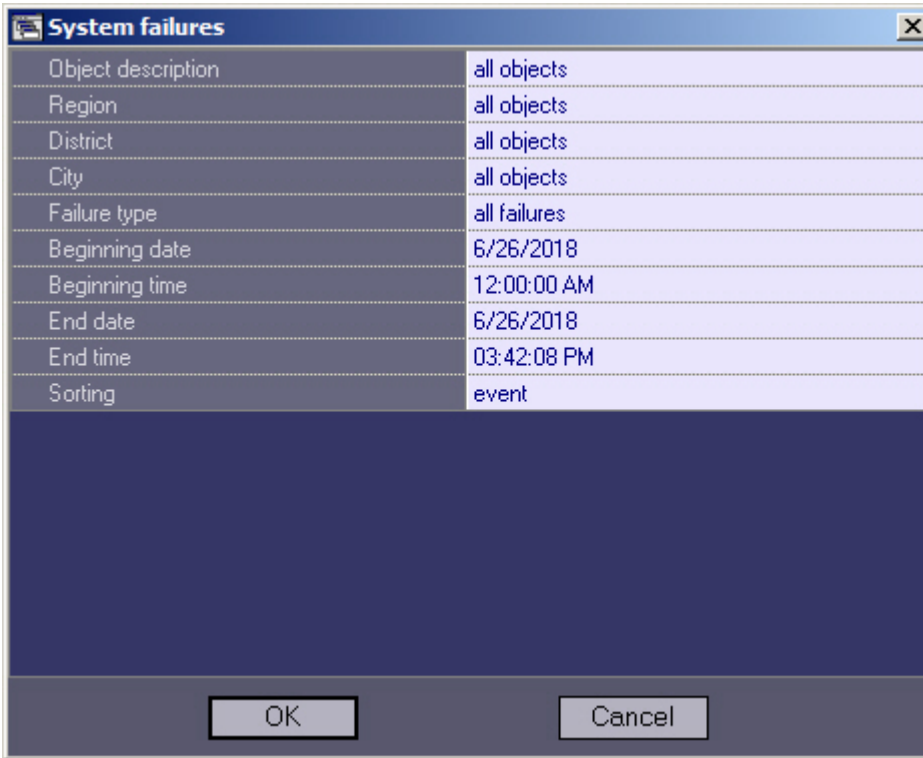 System failures
Object description all objects
Region all objects
District all objects
City all objects
Failure type all failures
Beginning date 6/26/2018
Beginning time 12:00:00 AM
End date 6/26/2018
End time 03:42:08 PM
Sorting event
OK Cancel